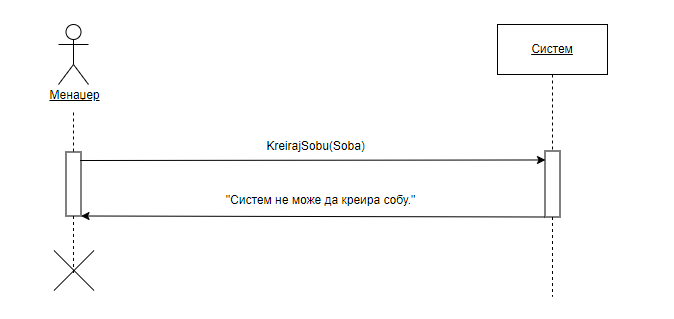 Менаџер
Систем
KreirajSobu(Soba)
"Систем не може да креира собу."